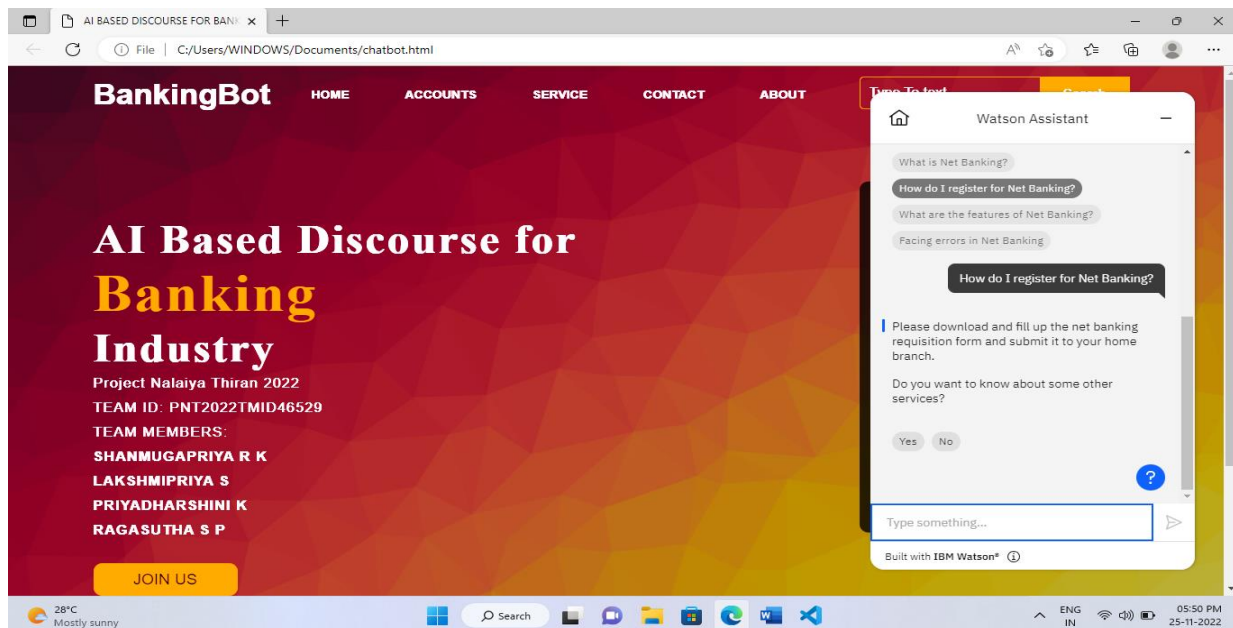 AI BASED DISCOURSE FOR BANK
File | C:/Users/WINDOWS/Documents/chatbot.html
BankingBot HOME ACCOUNTS SERVICE CONTACT ABOUT
AI Based Discourse for
Banking
Industry
Project Nalaiya Thiran 2022
TEAM ID: PNT2022TMID46529
TEAM MEMBERS:
SHANMUGAPRIYA R K
LAKSHMIPRIYA S
PRIYADHARSHINI K
RAGASUTHA S P
JOIN US
Type To text Search
Watson Assistant
What is Net Banking?
How do I register for Net Banking?
What are the features of Net Banking?
Facing errors in Net Banking
How do I register for Net Banking?
Please download and fill up the net banking
requisition form and submit it to your home
branch.
Do you want to know about some other
services?
Yes No
?
Type something...
Built with IBM Watson®
28°C
Mostly sunny
Search
ENG
IN
05:50 PM
25-11-2022